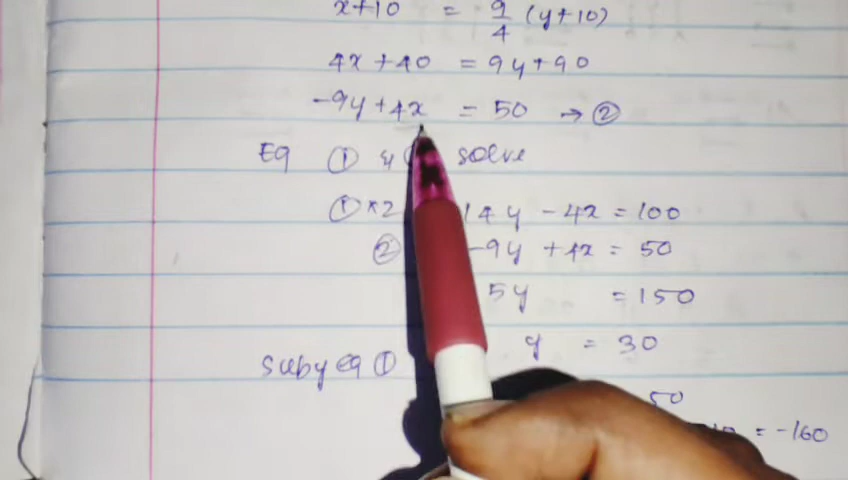 x+10 = 9/4 (y+10)
4x+40 = 9y+90
-9y+4x = 50 → ②
Eq ① solve
①×2 14y - 4x = 100
② -9y + 4x = 50
5y = 150
y = 30
Sub y eq ①
50
= -160